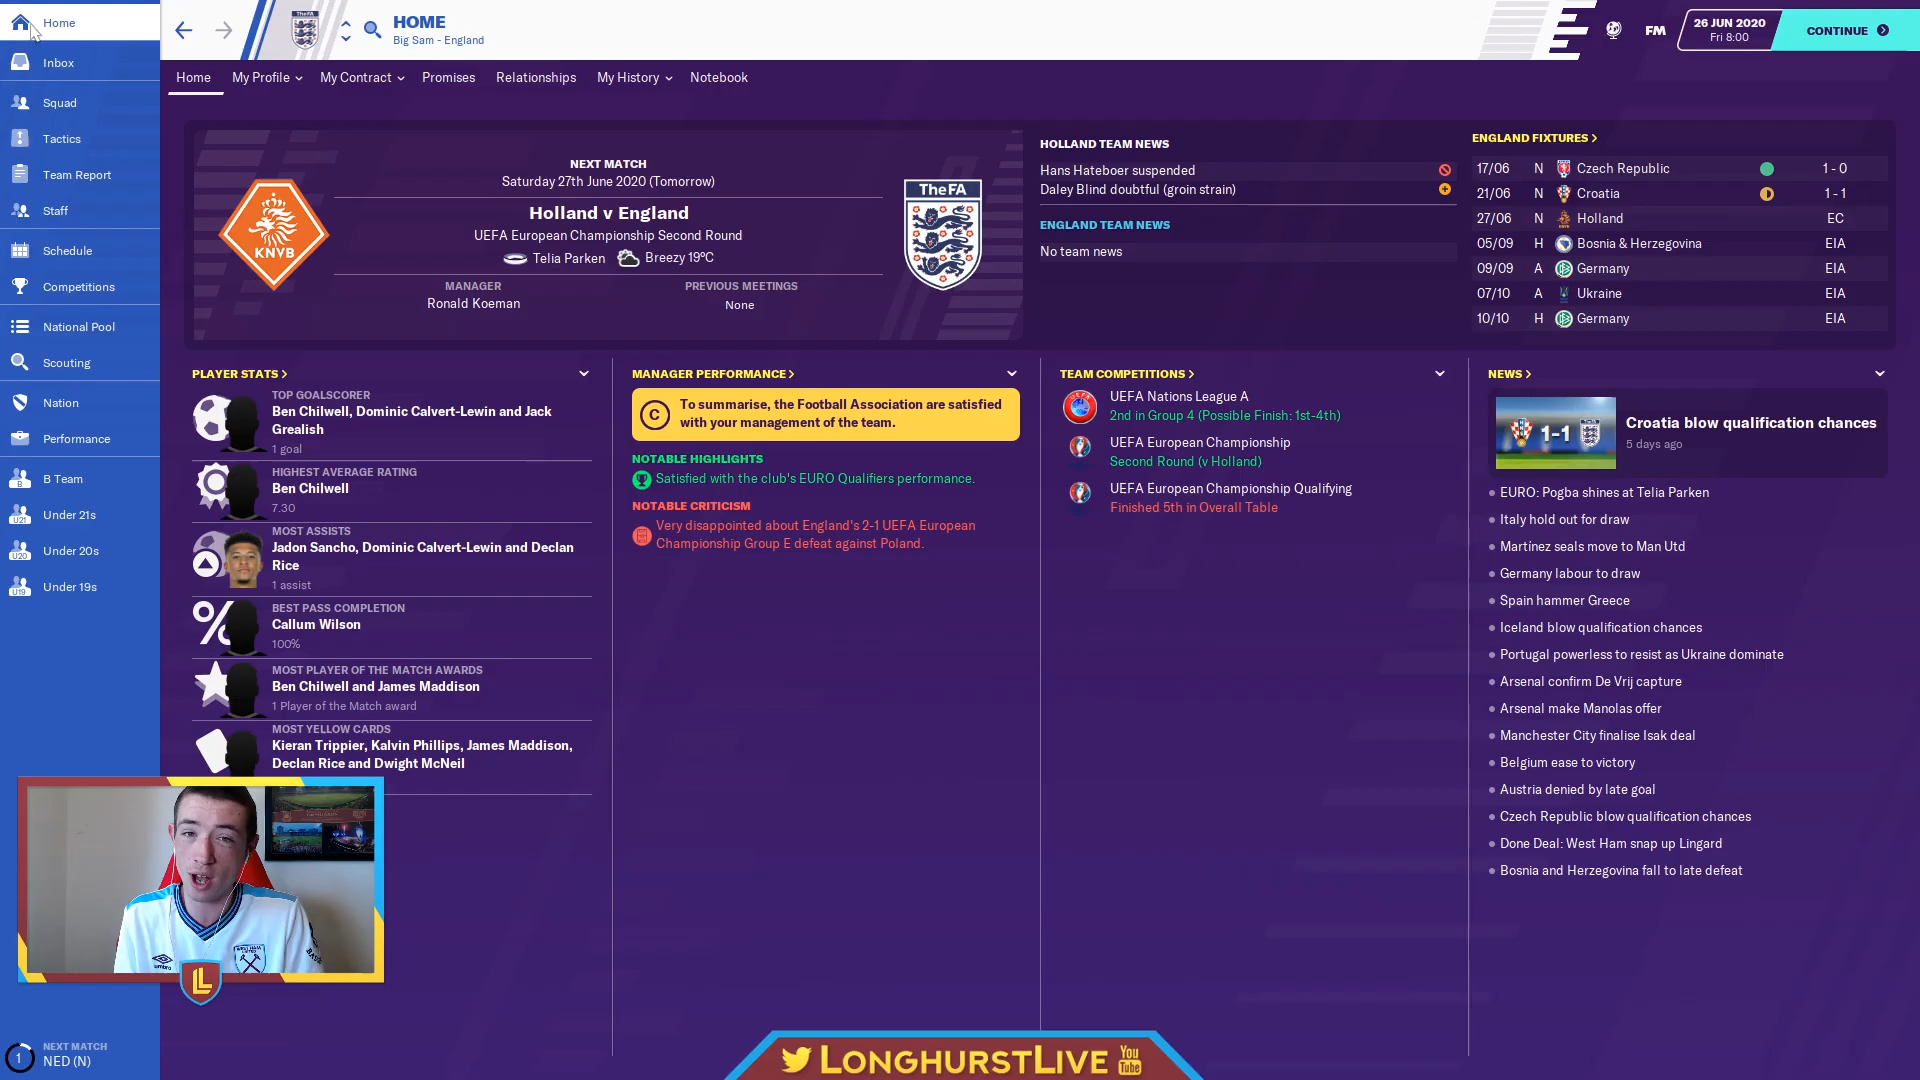 Home
Inbox
Squad
Tactics
Team Report
Staff
Schedule
Competitions
National Pool
Scouting
Nation
Performance
B
B Team
U21
Under 21s
U20
Under 20s
U19
Under 19s
1
NEXT MATCH
NED (N)
The FA
HOME
Big Sam - England
FM
26 JUN 2020
Fri 8:00
CONTINUE
Home
My Profile
My Contract
Promises
Relationships
My History
Notebook
KNVB
NEXT MATCH
Saturday 27th June 2020 (Tomorrow)
Holland v England
UEFA European Championship Second Round
Telia Parken
Breezy 19°C
MANAGER
Ronald Koeman
PREVIOUS MEETINGS
None
The FA
HOLLAND TEAM NEWS
Hans Hateboer suspended
Daley Blind doubtful (groin strain)
ENGLAND TEAM NEWS
No team news
ENGLAND FIXTURES >
17/06 N Czech Republic 1 - 0
21/06 N Croatia 1 - 1
27/06 N Holland EC
05/09 H Bosnia & Herzegovina EIA
09/09 A Germany EIA
07/10 A Ukraine EIA
10/10 H Germany EIA
PLAYER STATS >
TOP GOALSCORER
Ben Chilwell, Dominic Calvert-Lewin and Jack
Grealish
1 goal
HIGHEST AVERAGE RATING
Ben Chilwell
7.30
MOST ASSISTS
Jadon Sancho, Dominic Calvert-Lewin and Declan
Rice
1 assist
%
BEST PASS COMPLETION
Callum Wilson
100%
MOST PLAYER OF THE MATCH AWARDS
Ben Chilwell and James Maddison
1 Player of the Match award
MOST YELLOW CARDS
Kieran Trippier, Kalvin Phillips, James Maddison,
Declan Rice and Dwight McNeil
MANAGER PERFORMANCE >
C
To summarise, the Football Association are satisfied
with your management of the team.
NOTABLE HIGHLIGHTS
Satisfied with the club's EURO Qualifiers performance.
NOTABLE CRITICISM
Very disappointed about England's 2-1 UEFA European
Championship Group E defeat against Poland.
TEAM COMPETITIONS >
UEFA Nations League A
2nd in Group 4 (Possible Finish: 1st-4th)
UEFA European Championship
Second Round (v Holland)
UEFA European Championship Qualifying
Finished 5th in Overall Table
NEWS >
1-1
Croatia blow qualification chances
5 days ago
EURO: Pogba shines at Telia Parken
Italy hold out for draw
Martínez seals move to Man Utd
Germany labour to draw
Spain hammer Greece
Iceland blow qualification chances
Portugal powerless to resist as Ukraine dominate
Arsenal confirm De Vrij capture
Arsenal make Manolas offer
Manchester City finalise Isak deal
Belgium ease to victory
Austria denied by late goal
Czech Republic blow qualification chances
Done Deal: West Ham snap up Lingard
Bosnia and Herzegovina fall to late defeat
umbro
WEST HAM
UNITED
LL
LONGHURSTLIVE
You
Tube